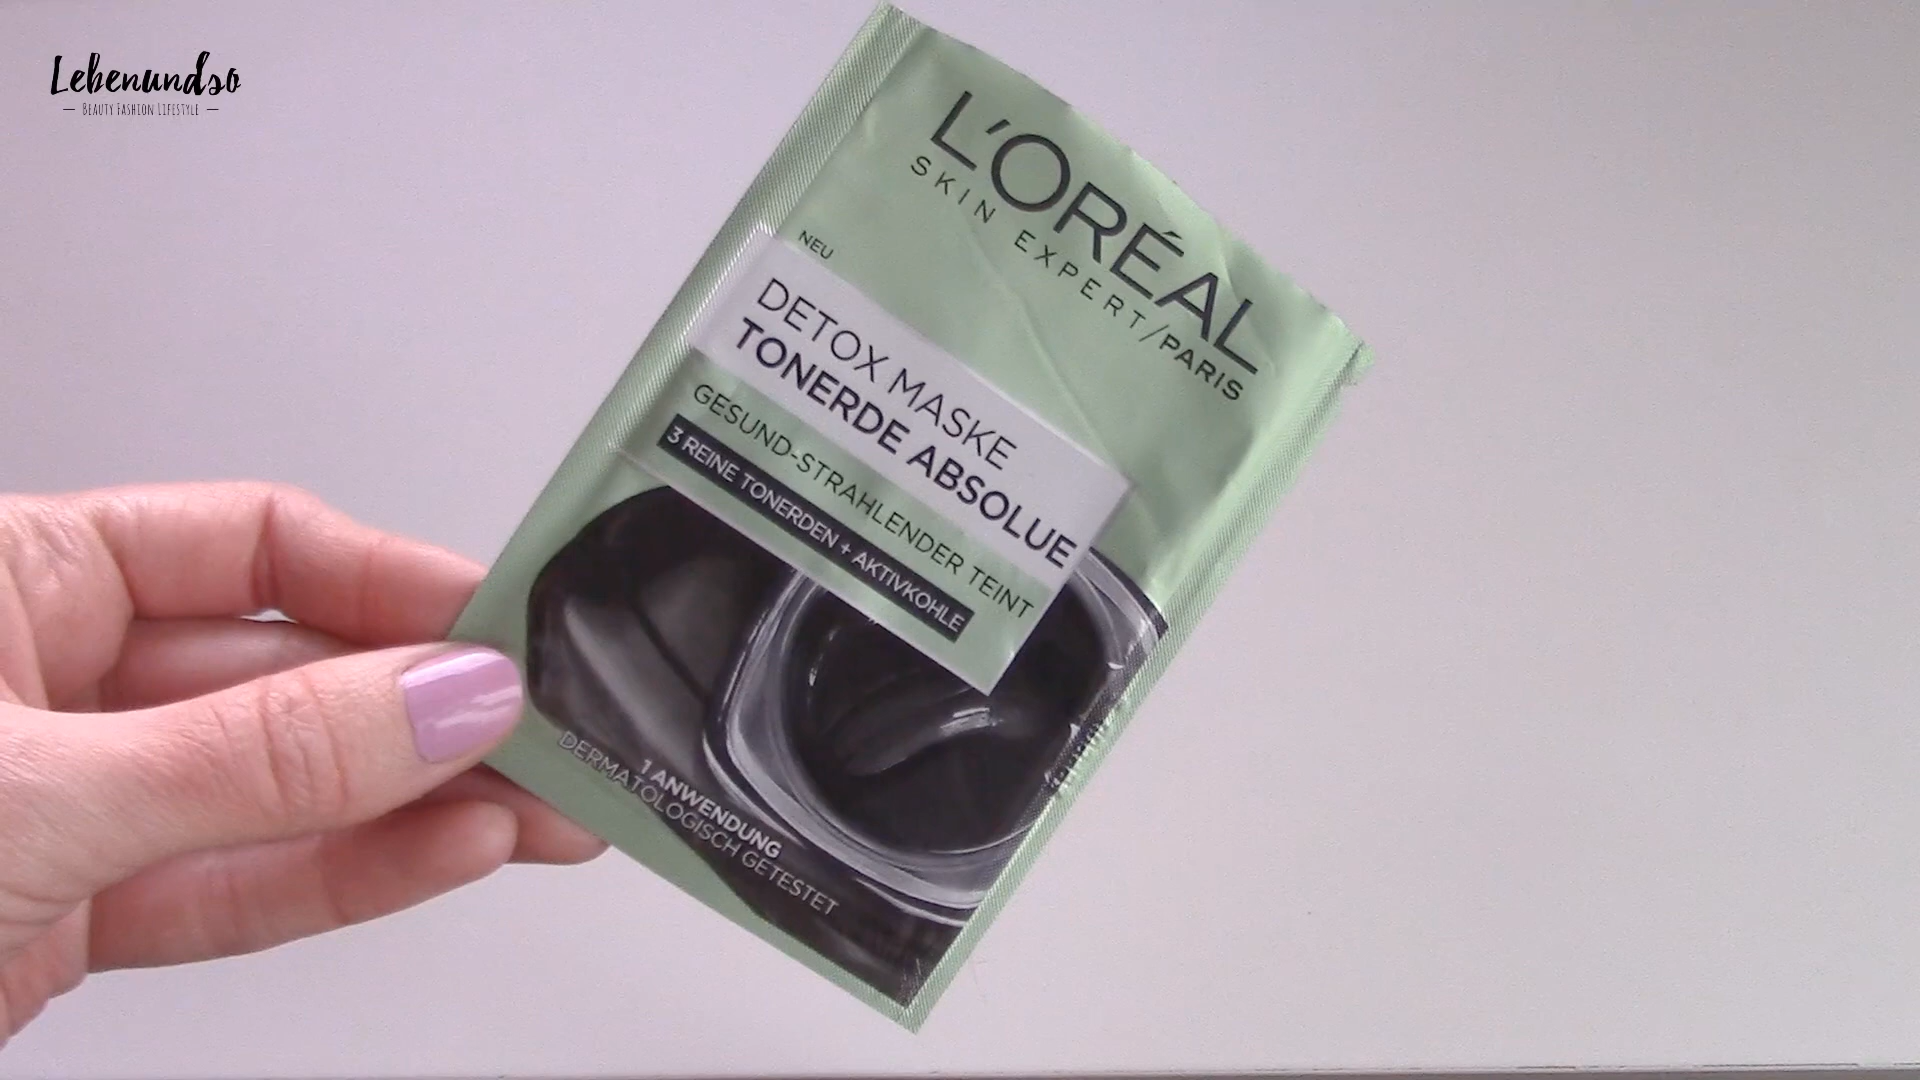 Lebenundso
— BEAUTY FASHION LIFESTYLE —
L'ORÉAL
SKIN EXPERT/PARIS
NEU
DETOX MASKE
TONERDE ABSOLUE
GESUND-STRAHLENDER TEINT
3 REINE TONERDEN + AKTIVKOHLE
1 ANWENDUNG
DERMATOLOGISCH GETESTET